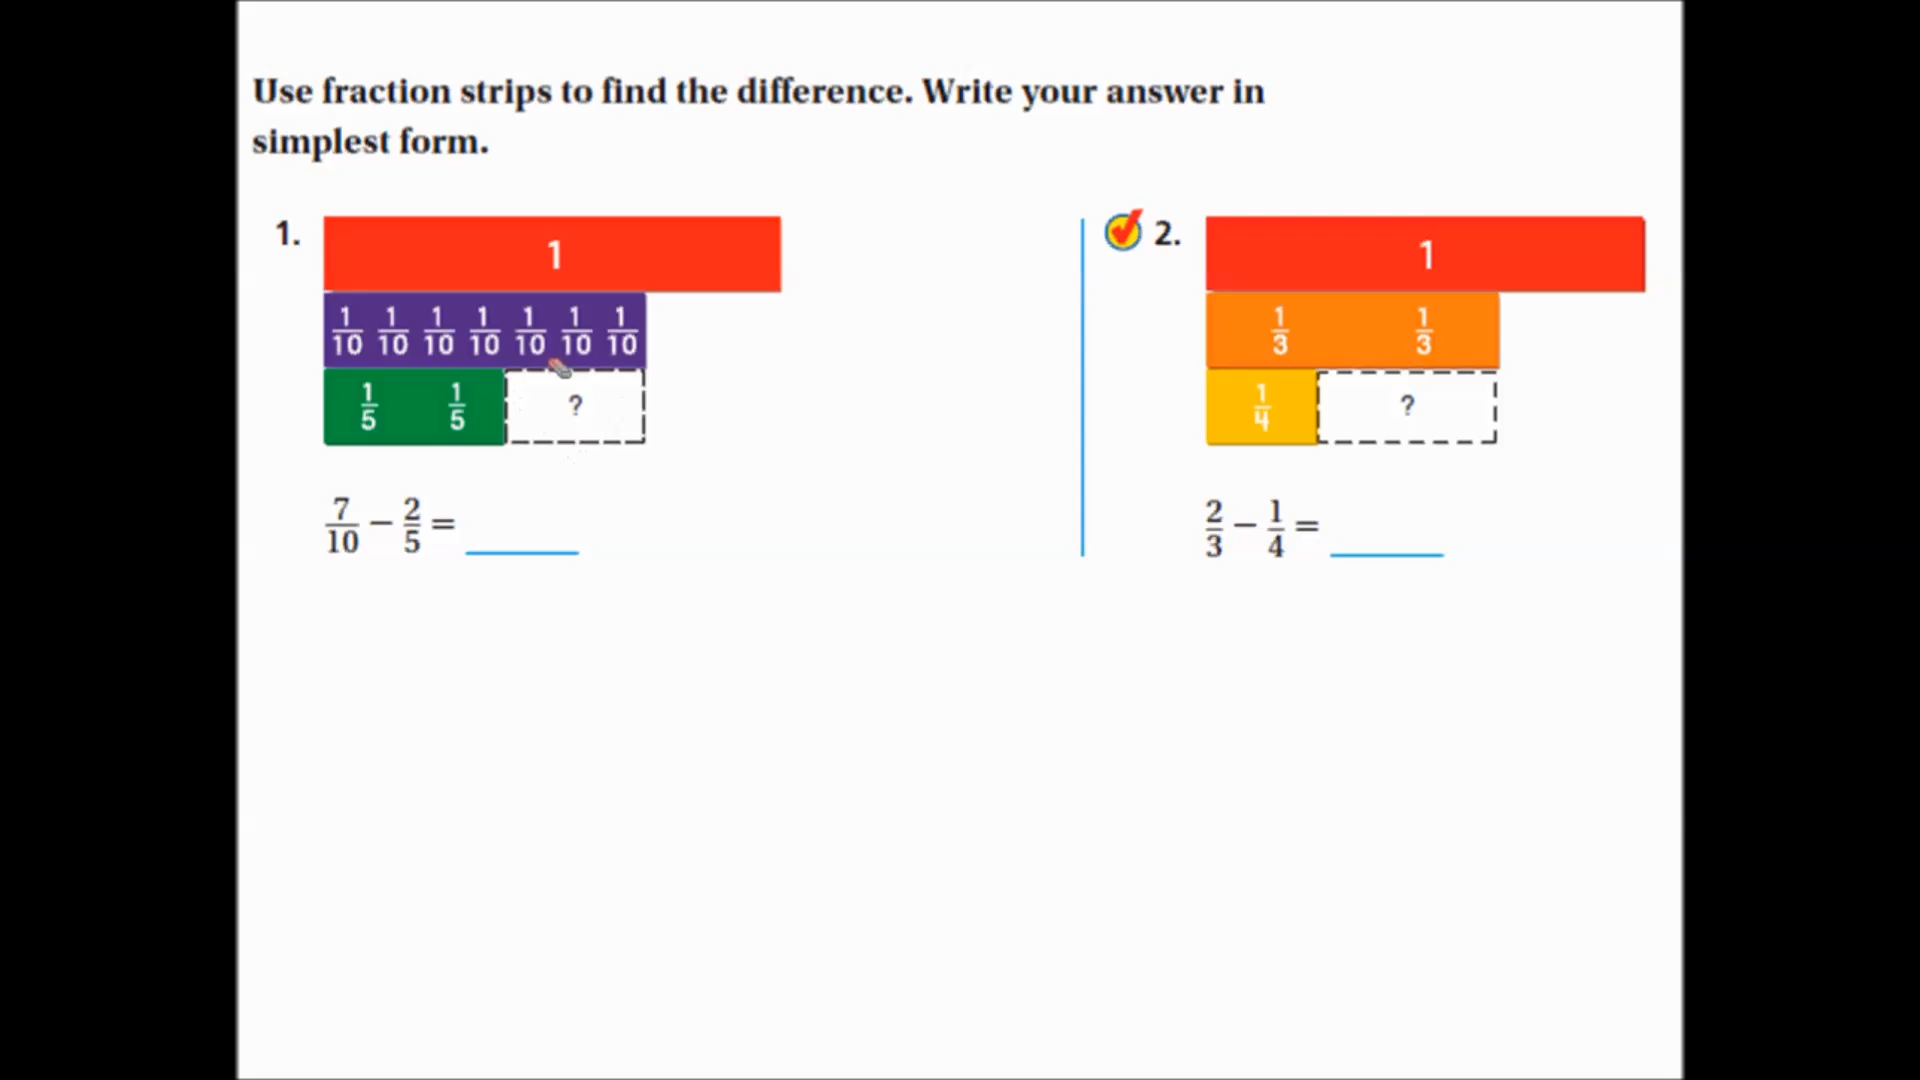 Use fraction strips to find the difference. Write your answer in
simplest form.
1.
1
1/10 1/10 1/10 1/10 1/10 1/10 1/10
1/5 1/5 ?
7/10 − 2/5 =
2.
1
1/3 1/3
1/4 ?
2/3 − 1/4 =